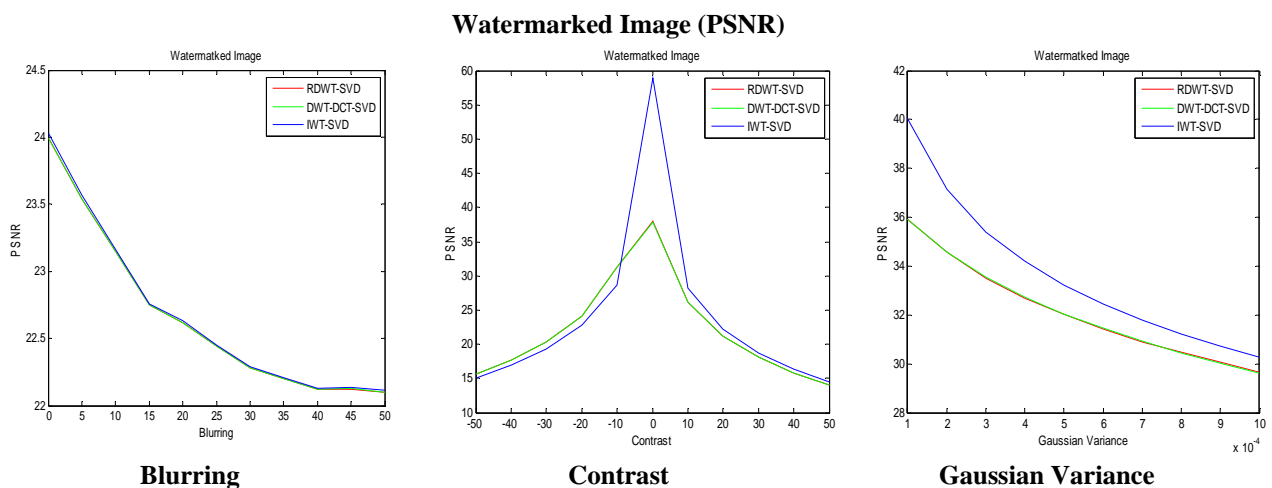 Watermarked Image (PSNR)
Watermatked Image
24.5
24
23.5
23
22.5
22
PSNR
0 5 10 15 20 25 30 35 40 45 50
Blurring
RDWT-SVD
DWT-DCT-SVD
IWT-SVD
Blurring
Watermatked Image
60
55
50
45
40
35
30
25
20
15
10
PSNR
-50 -40 -30 -20 -10 0 10 20 30 40 50
Contrast
RDWT-SVD
DWT-DCT-SVD
IWT-SVD
Contrast
Watermatked Image
42
40
38
36
34
32
30
28
PSNR
1 2 3 4 5 6 7 8 9 10
x 10⁻⁴
Gaussian Variance
RDWT-SVD
DWT-DCT-SVD
IWT-SVD
Gaussian Variance